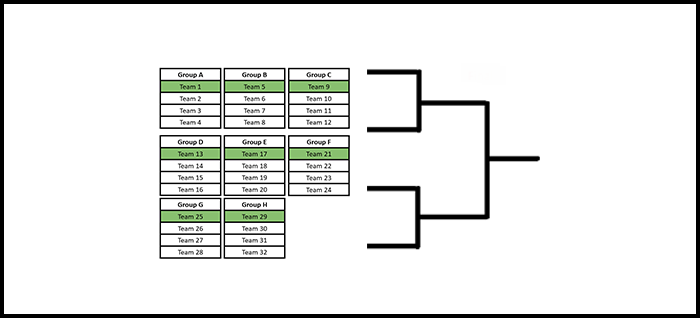 Group A Group B Group C
Team 1 Team 5 Team 9
Team 2 Team 6 Team 10
Team 3 Team 7 Team 11
Team 4 Team 8 Team 12
Group D Group E Group F
Team 13 Team 17 Team 21
Team 14 Team 18 Team 22
Team 15 Team 19 Team 23
Team 16 Team 20 Team 24
Group G Group H
Team 25 Team 29
Team 26 Team 30
Team 27 Team 31
Team 28 Team 32